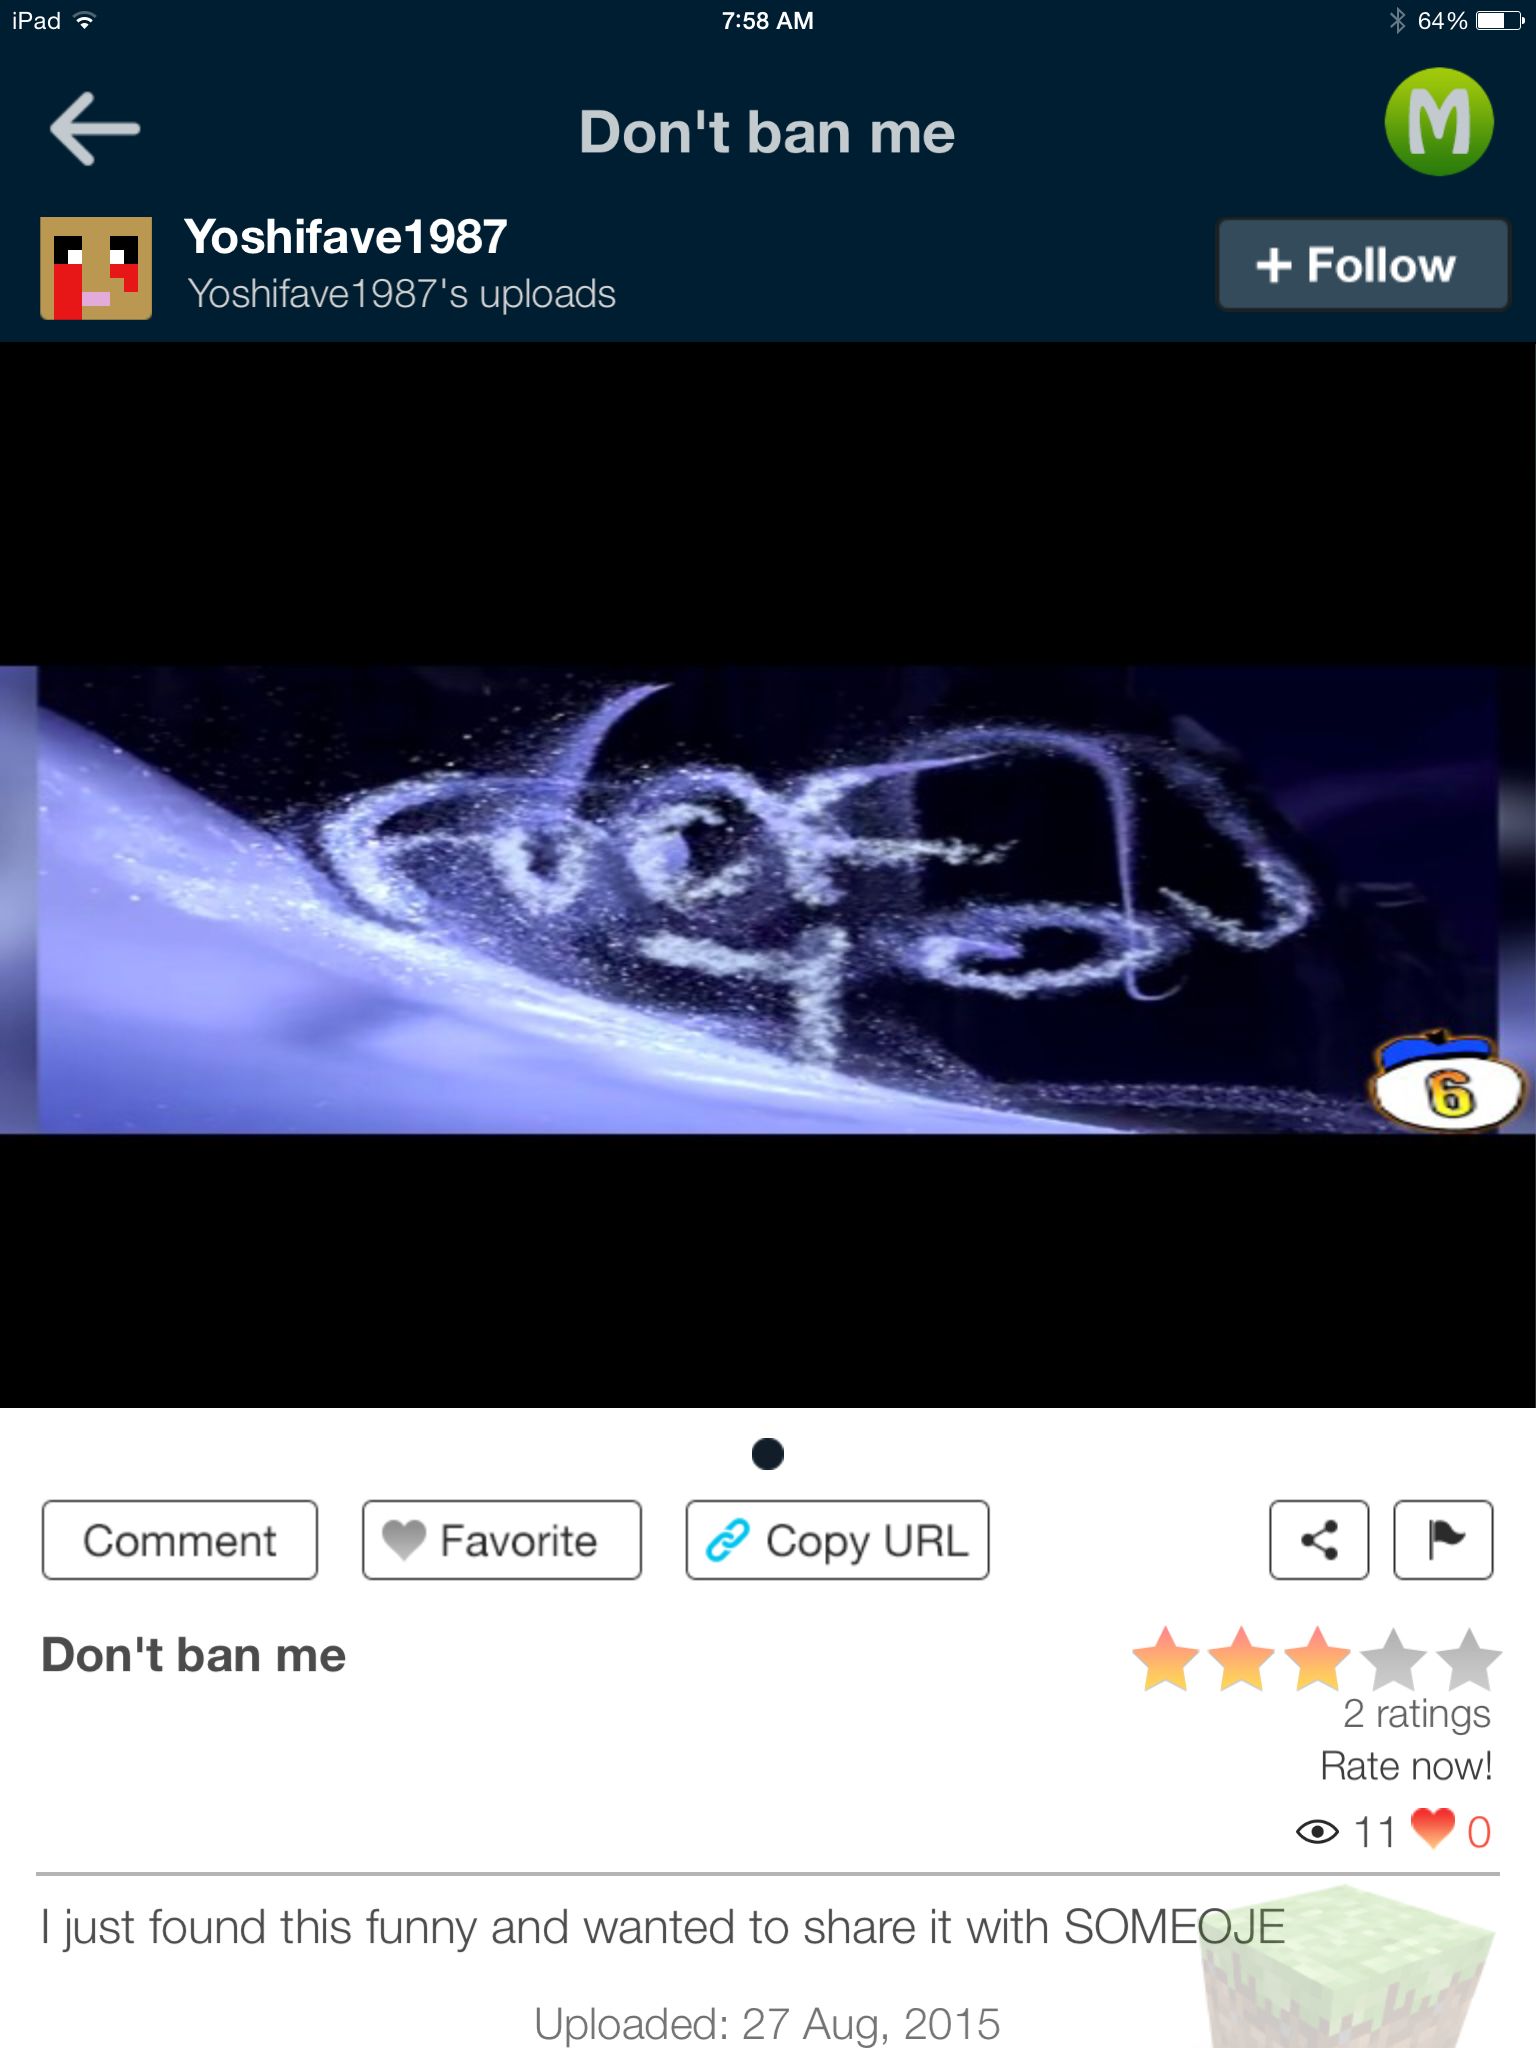 iPad 7:58 AM 64%
Don't ban me
M
Yoshifave1987
Yoshifave1987's uploads
+ Follow
FUCK
YOU
6
Comment
Favorite
Copy URL
Don't ban me
2 ratings
Rate now!
11 0
I just found this funny and wanted to share it with SOMEOJE
Uploaded: 27 Aug, 2015